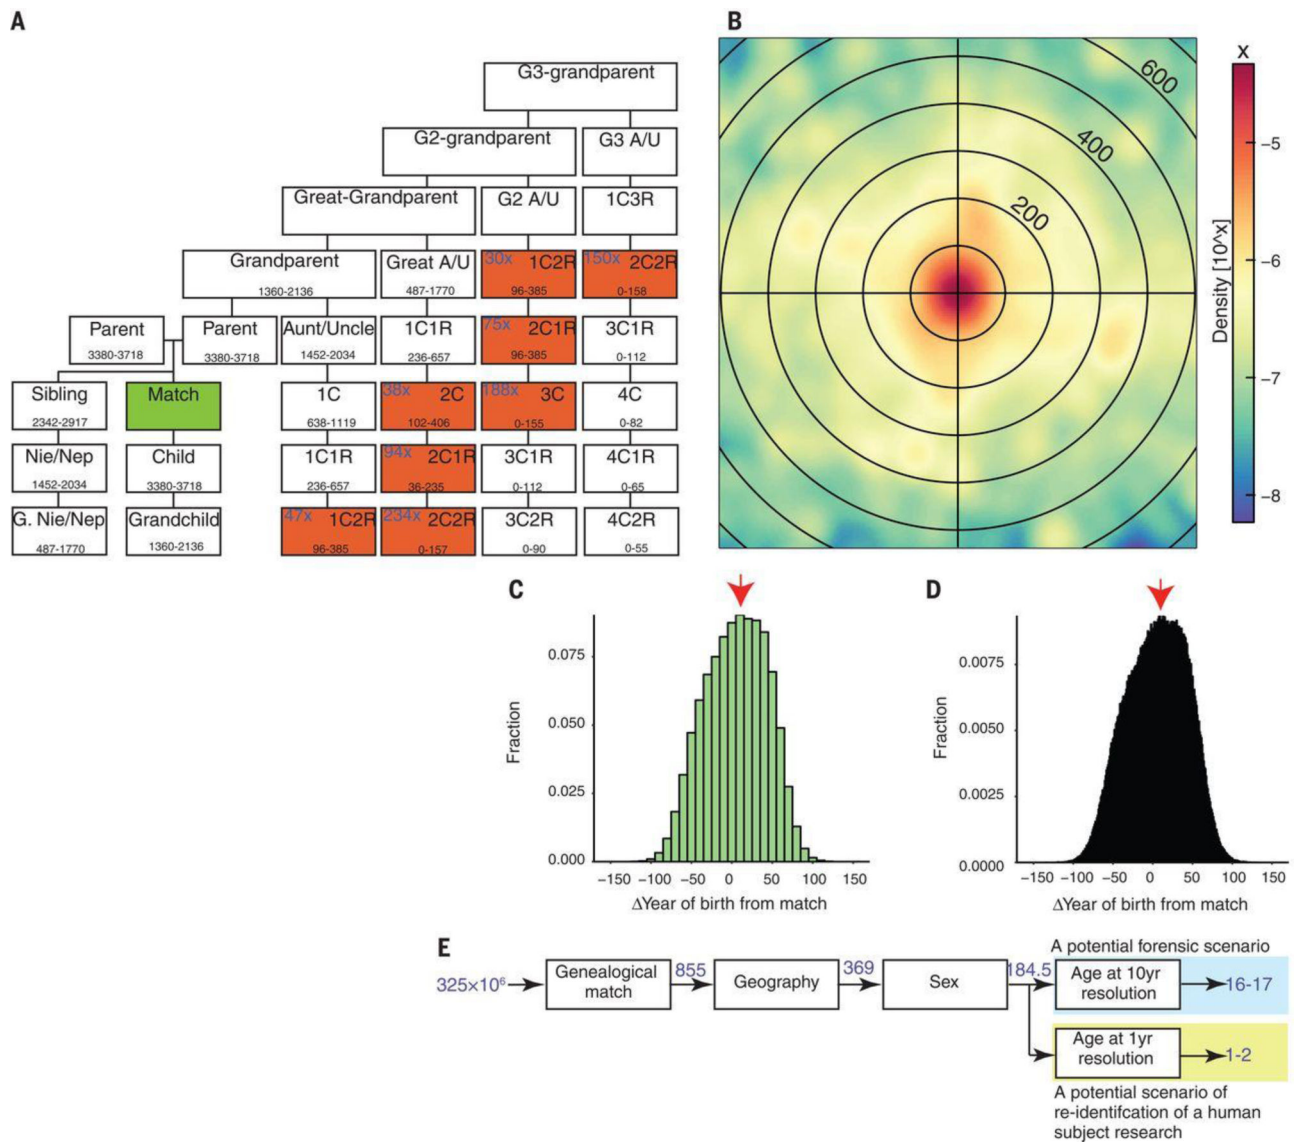 A
G3-grandparent
G2-grandparent
G3 A/U
Great-Grandparent
G2 A/U
1C3R
Grandparent
1360-2136
Great A/U
487-1770
30x 1C2R
96-385
150x 2C2R
0-158
Parent
3380-3718
Parent
3380-3718
Aunt/Uncle
1452-2034
1C1R
236-657
75x 2C1R
96-385
3C1R
0-112
Sibling
2342-2917
Match
1C
638-1119
38x 2C
102-406
188x 3C
0-155
4C
0-82
Nie/Nep
1452-2034
Child
3380-3718
1C1R
236-657
94x 2C1R
36-235
3C1R
0-112
4C1R
0-65
G. Nie/Nep
487-1770
Grandchild
1360-2136
47x 1C2R
96-385
234x 2C2R
0-157
3C2R
0-90
4C2R
0-55
B
600
400
200
x
−5
−6
−7
−8
Density [10^x]
C
0.075
0.050
0.025
0.000
Fraction
−150 −100 −50 0 50 100 150
ΔYear of birth from match
D
0.0075
0.0050
0.0025
0.0000
Fraction
−150 −100 −50 0 50 100 150
ΔYear of birth from match
E
325×10⁶
Genealogical
match
855
Geography
369
Sex
184.5
A potential forensic scenario
Age at 10yr
resolution
16-17
Age at 1yr
resolution
1-2
A potential scenario of
re-identifcation of a human
subject research